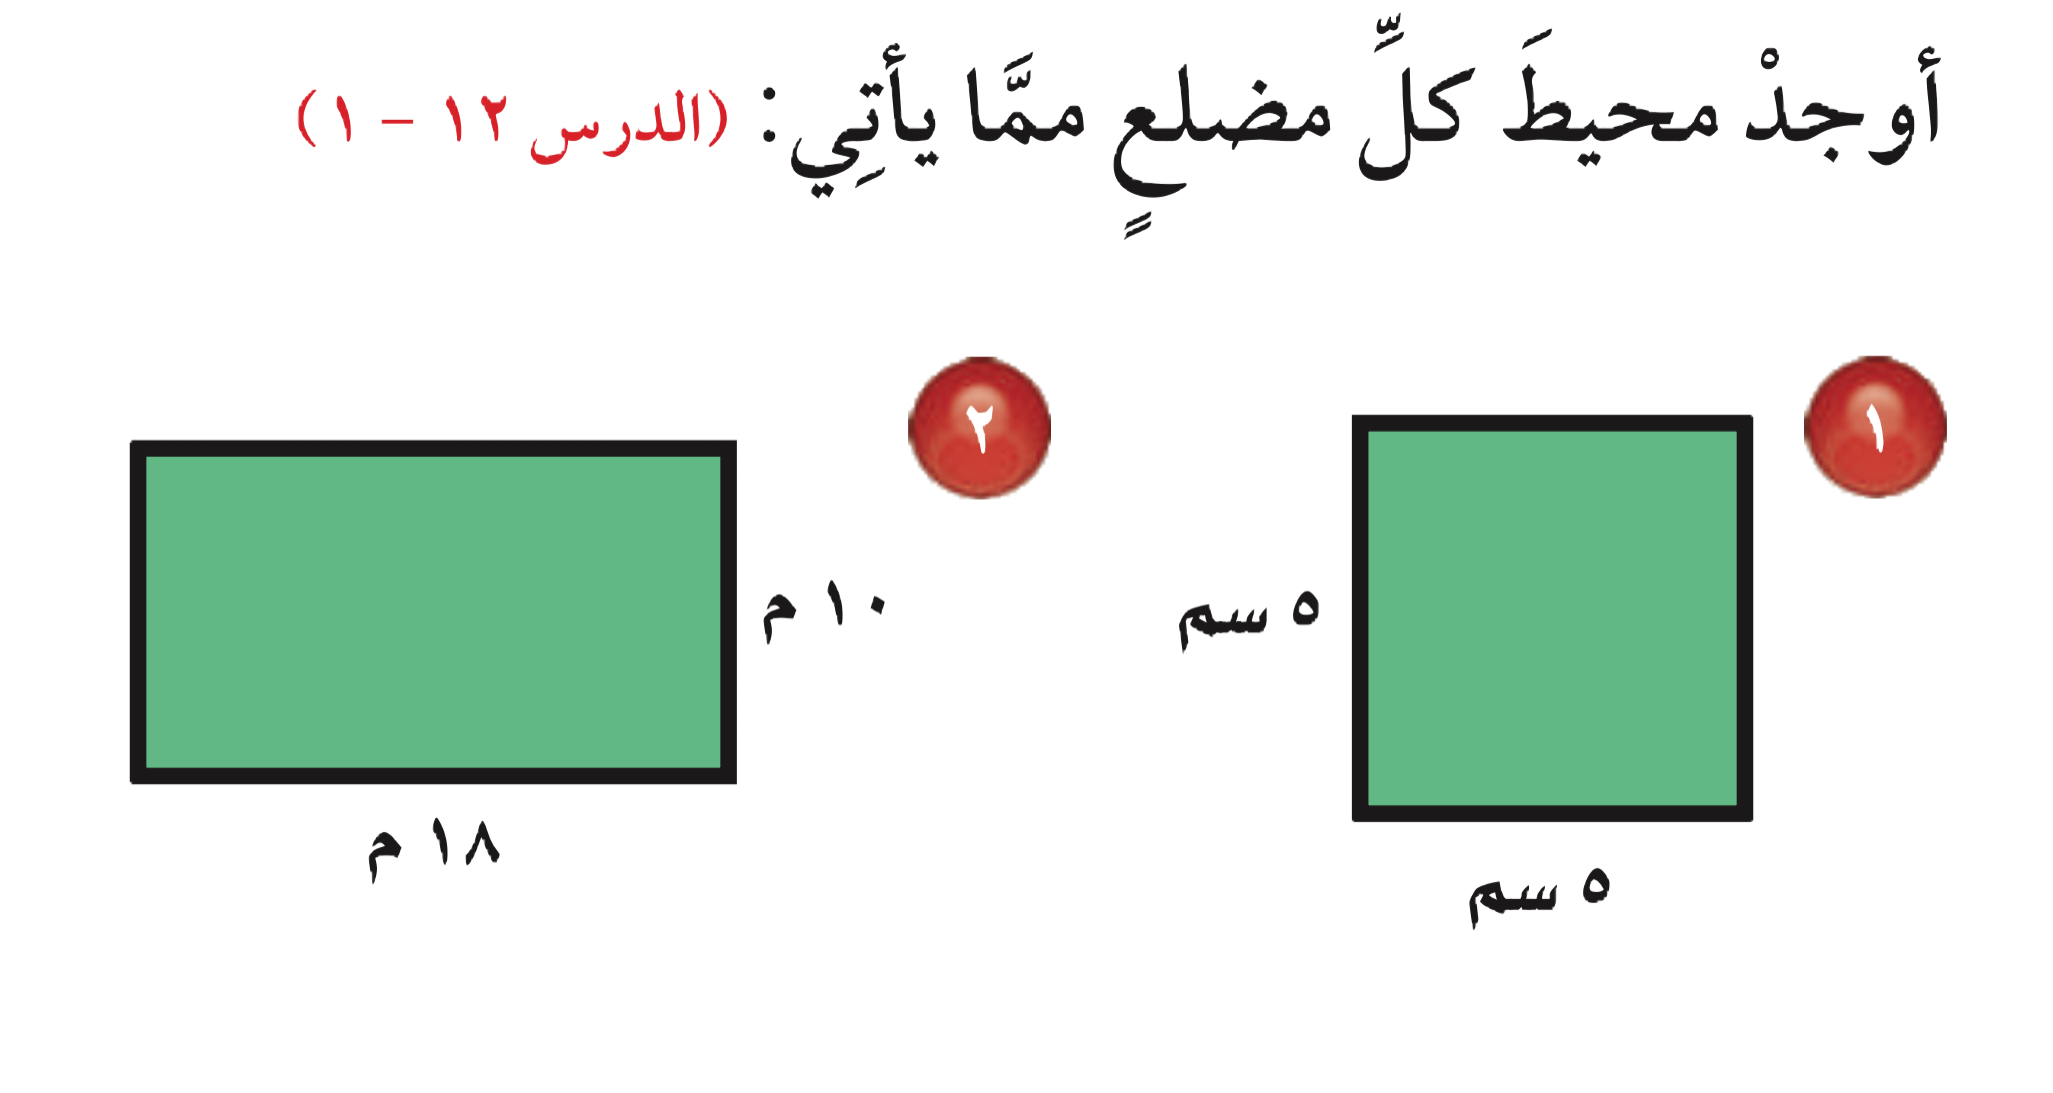 أوجدْ محيطَ كلِّ مضلعٍ ممَّا يأتِي: (الدرس ١٢ – ١)
١
٢
٥ سم
١٠ م
١٨ م
٥ سم